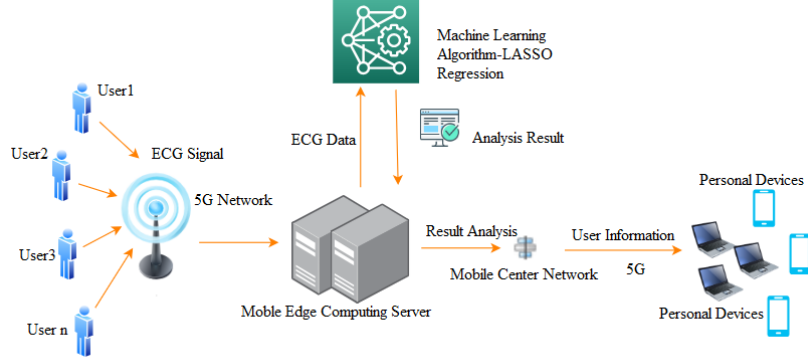 Machine Learning
Algorithm-LASSO
Regression
User1
ECG Data
Analysis Result
User2
ECG Signal
5G Network
Personal Devices
User3
Result Analysis
User Information
Mobile Center Network
5G
Moble Edge Computing Server
Personal Devices
User n